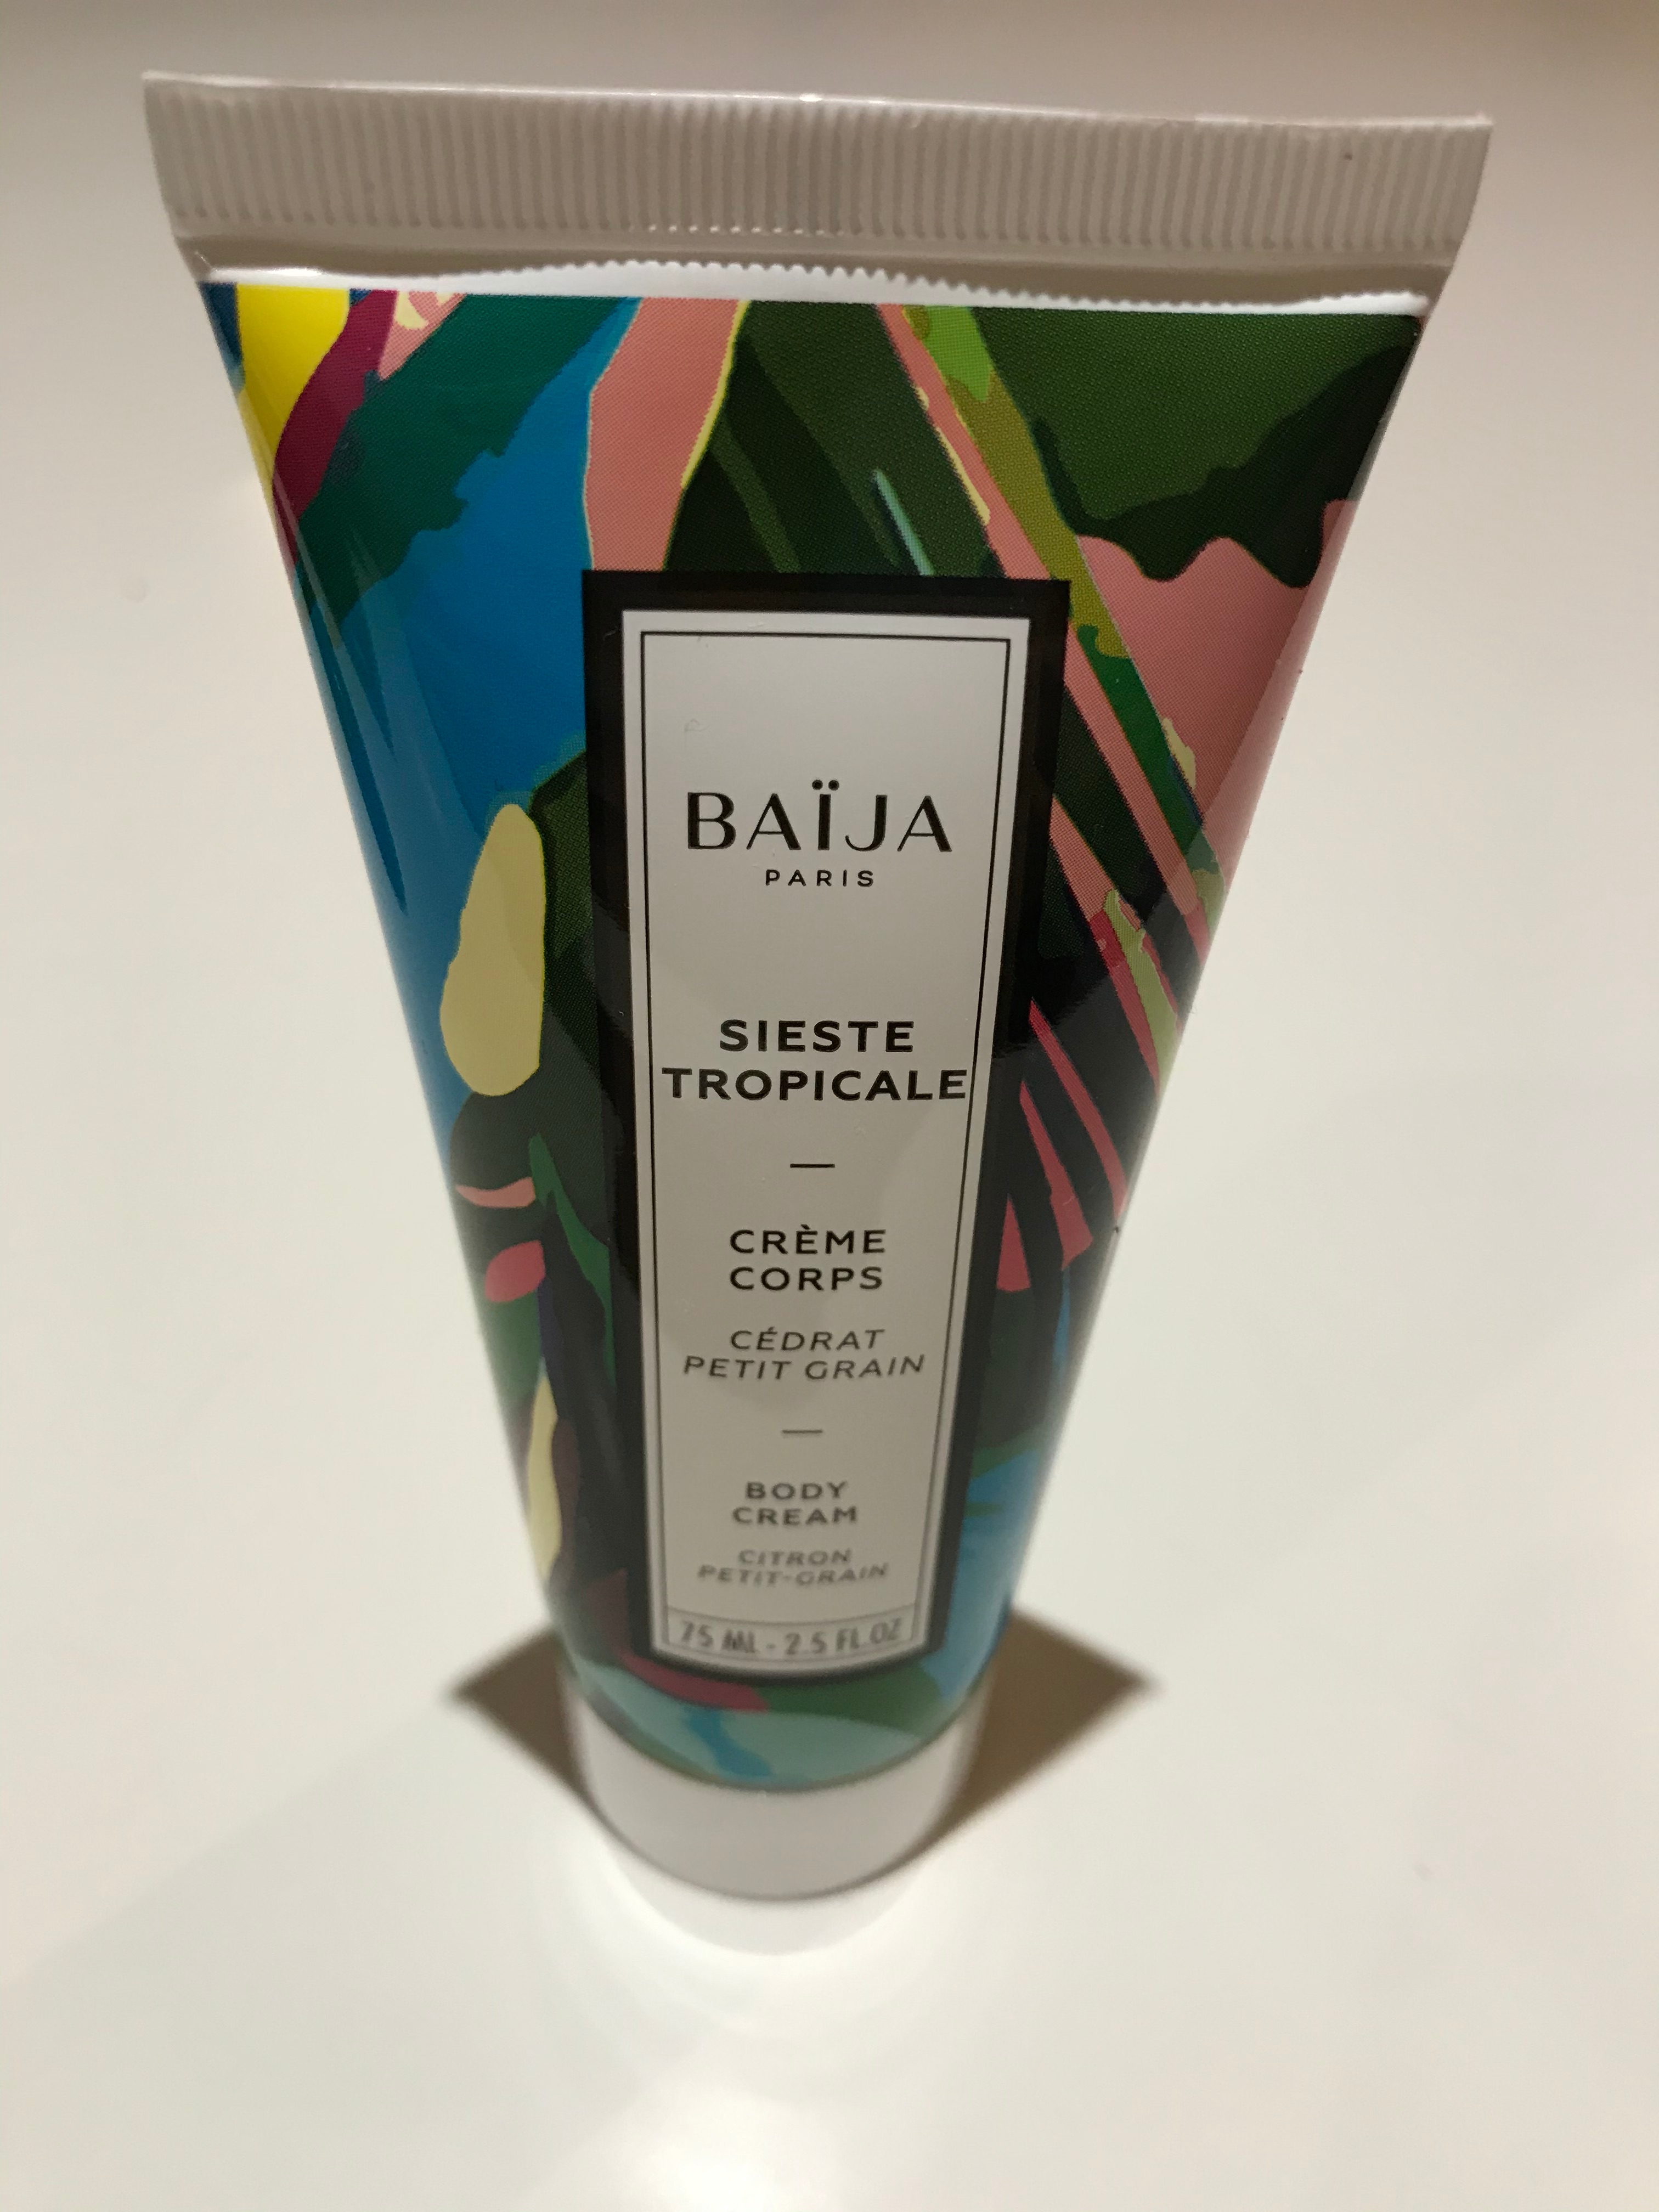 BAÏJA
PARIS
SIESTE
TROPICALE
—
CRÈME
CORPS
CÉDRAT
PETIT GRAIN
—
BODY
CREAM
CITRON
PETIT-GRAIN
75 ML - 2.5 FL.OZ